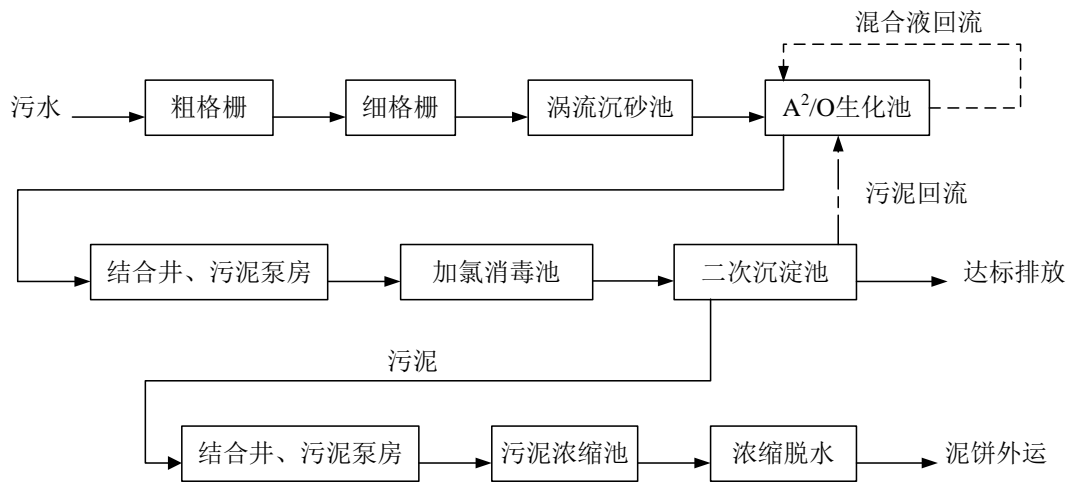 混合液回流
污水
粗格栅
细格栅
涡流沉砂池
A²/O生化池
污泥回流
结合井、污泥泵房
加氯消毒池
二次沉淀池
达标排放
污泥
结合井、污泥泵房
污泥浓缩池
浓缩脱水
泥饼外运